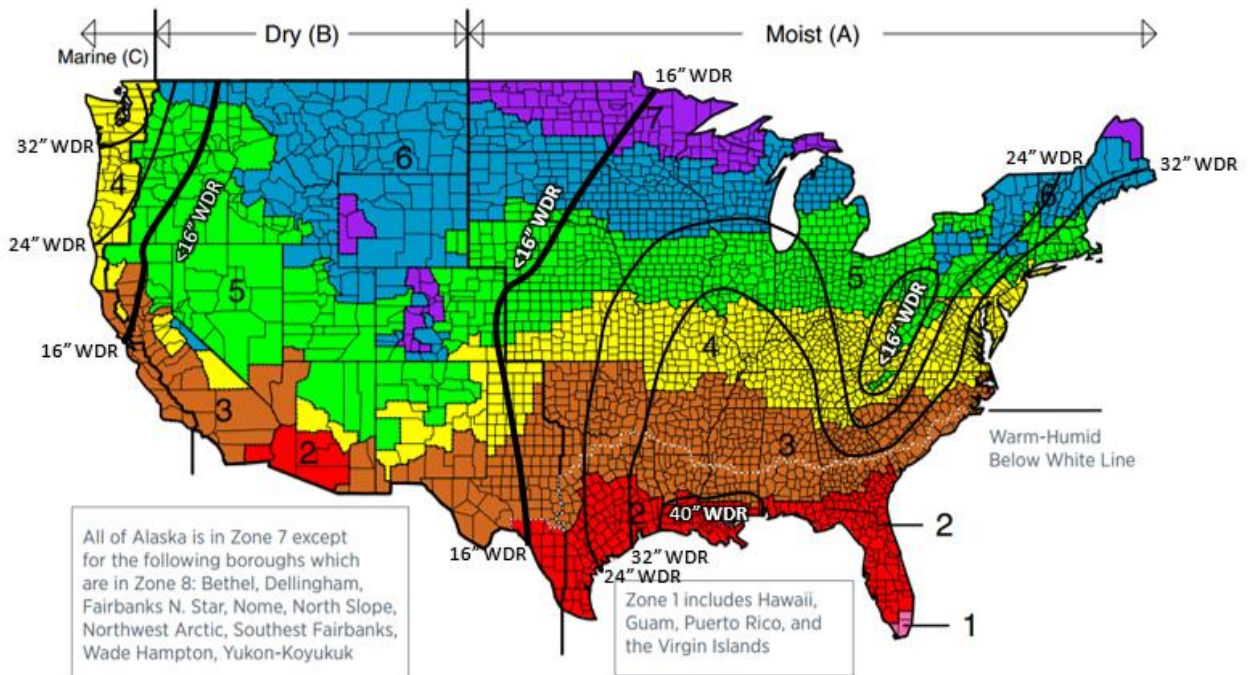 Marine (C)
Dry (B)
Moist (A)
16” WDR
7
32” WDR
6
24” WDR
32” WDR
4
<16” WDR
<16” WDR
6
24” WDR
5
5
<16” WDR
16” WDR
4
3
3
Warm-Humid
Below White Line
2
2
40” WDR
2
16” WDR
32” WDR
24” WDR
All of Alaska is in Zone 7 except
for the following boroughs which
are in Zone 8: Bethel, Dellingham,
Fairbanks N. Star, Nome, North Slope,
Northwest Arctic, Southest Fairbanks,
Wade Hampton, Yukon-Koyukuk
Zone 1 includes Hawaii,
Guam, Puerto Rico, and
the Virgin Islands
1